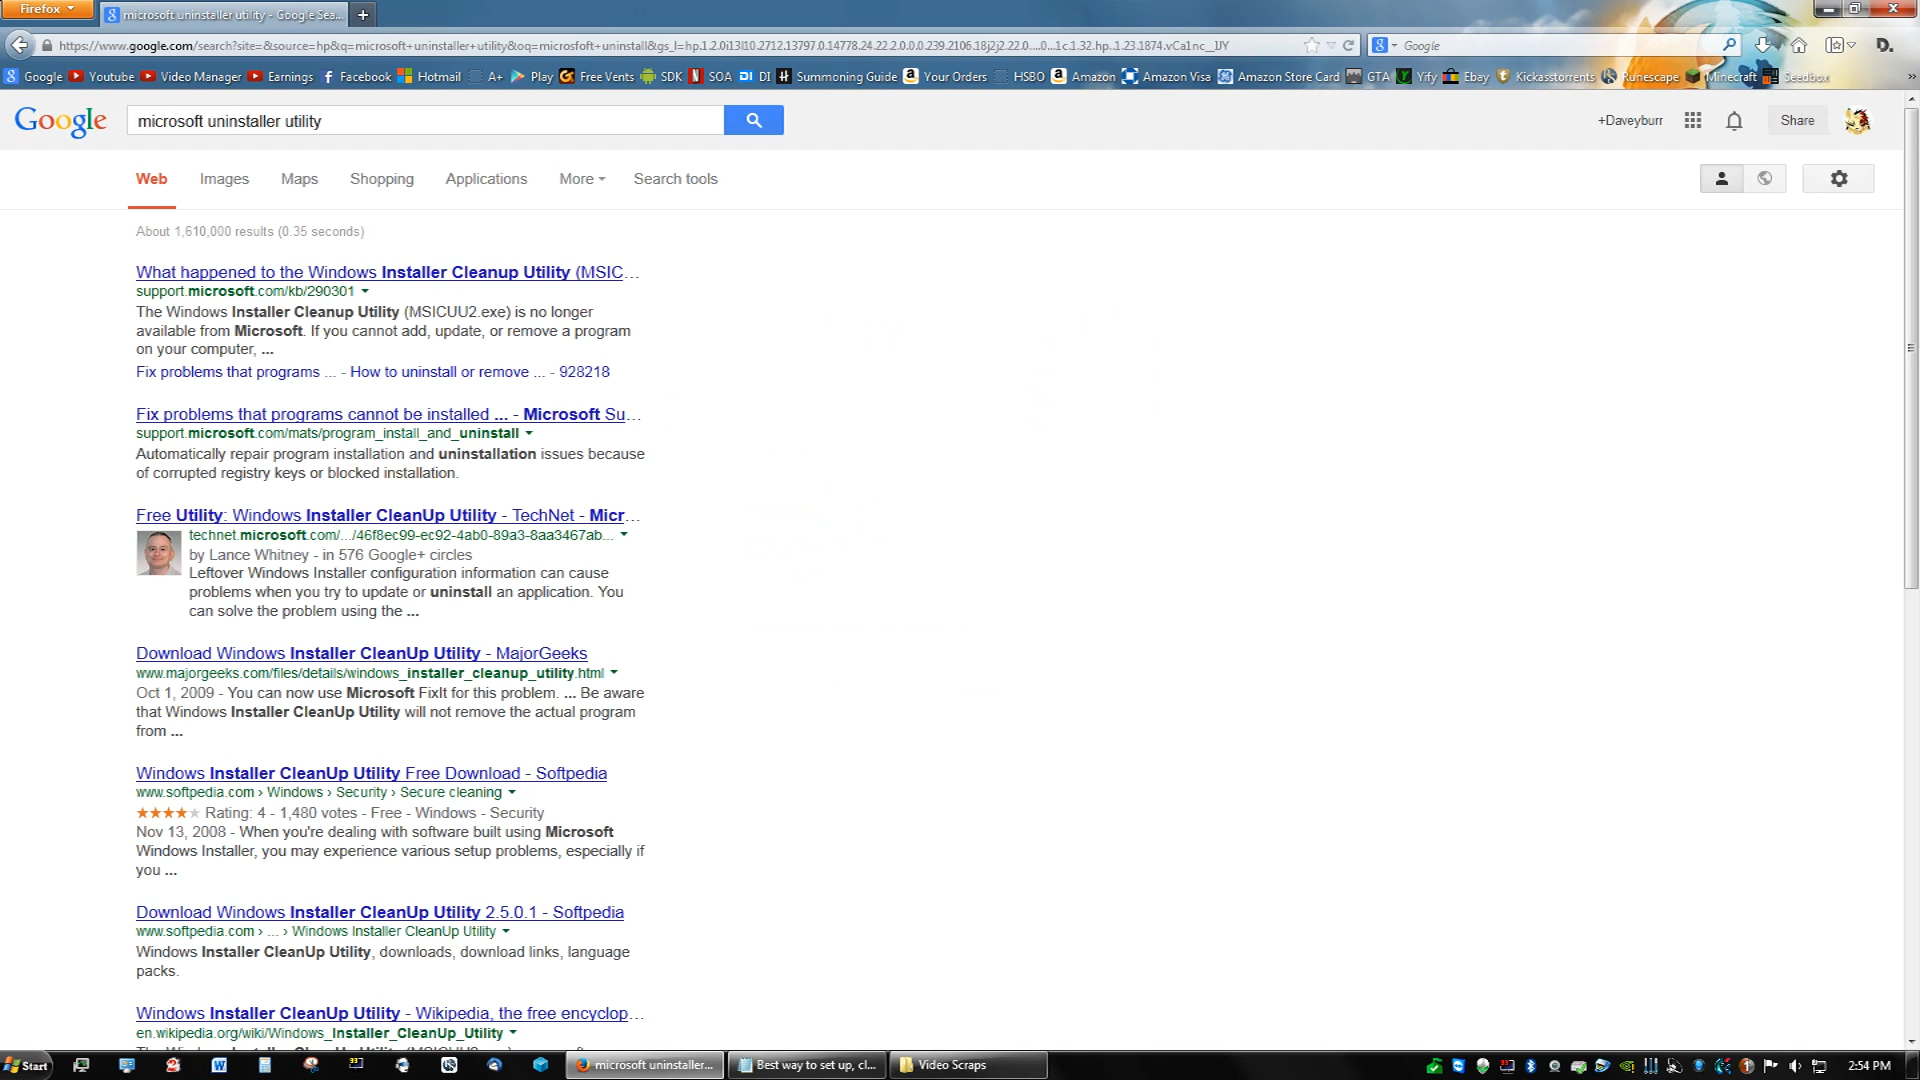 Firefox
microsoft uninstaller utility - Google Sea...
https://www.google.com/search?site=&source=hp&q=microsoft+uninstaller+utility&oq=microsfoft+uninstall&gs_l=hp.1.2.0i13l10.2712.13797.0.14778.24.22.2.0.0.0.239.2106.18j2j2.22.0....0...1c.1.32.hp..1.23.1874.vCa1nc__IJY
Google
Google Youtube Video Manager Earnings Facebook Hotmail A+ Play Free Vents SDK SOA DI Summoning Guide Your Orders HSBO Amazon Amazon Visa Amazon Store Card GTA Yify Ebay Kickasstorrents Runescape Minecraft Seedbox
Google
microsoft uninstaller utility
+Daveyburr
Share
Web Images Maps Shopping Applications More Search tools
About 1,610,000 results (0.35 seconds)
What happened to the Windows Installer Cleanup Utility (MSIC...
support.microsoft.com/kb/290301
The Windows Installer Cleanup Utility (MSICUU2.exe) is no longer
available from Microsoft. If you cannot add, update, or remove a program
on your computer, ...
Fix problems that programs ... - How to uninstall or remove ... - 928218
Fix problems that programs cannot be installed ... - Microsoft Su...
support.microsoft.com/mats/program_install_and_uninstall
Automatically repair program installation and uninstallation issues because
of corrupted registry keys or blocked installation.
Free Utility: Windows Installer CleanUp Utility - TechNet - Micr...
technet.microsoft.com/.../46f8ec99-ec92-4ab0-89a3-8aa3467ab...
by Lance Whitney - in 576 Google+ circles
Leftover Windows Installer configuration information can cause
problems when you try to update or uninstall an application. You
can solve the problem using the ...
Download Windows Installer CleanUp Utility - MajorGeeks
www.majorgeeks.com/files/details/windows_installer_cleanup_utility.html
Oct 1, 2009 - You can now use Microsoft FixIt for this problem. ... Be aware
that Windows Installer CleanUp Utility will not remove the actual program
from ...
Windows Installer CleanUp Utility Free Download - Softpedia
www.softpedia.com › Windows › Security › Secure cleaning
Rating: 4 - 1,480 votes - Free - Windows - Security
Nov 13, 2008 - When you're dealing with software built using Microsoft
Windows Installer, you may experience various setup problems, especially if
you ...
Download Windows Installer CleanUp Utility 2.5.0.1 - Softpedia
www.softpedia.com › ... › Windows Installer CleanUp Utility
Windows Installer CleanUp Utility, downloads, download links, language
packs.
Windows Installer CleanUp Utility - Wikipedia, the free encyclop...
en.wikipedia.org/wiki/Windows_Installer_CleanUp_Utility
Start
microsoft uninstaller...
Best way to set up, cl...
Video Scraps
2:54 PM